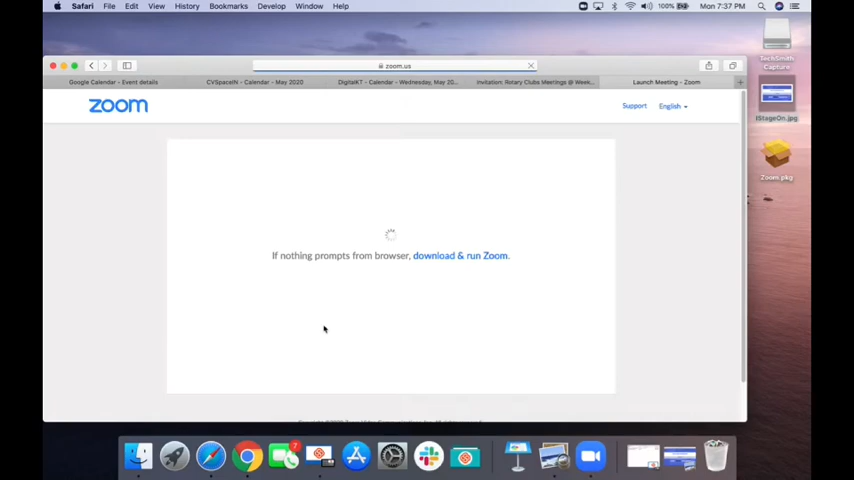 Safari File Edit View History Bookmarks Develop Window Help 100% Mon 7:37 PM
zoom.us
Google Calendar - Event details CVSpaceIN - Calendar - May 2020 DigitalKT - Calendar - Wednesday, May 20... Invitation: Rotary Clubs Meetings @ Week... Launch Meeting - Zoom
zoom
Support English
If nothing prompts from browser, download & run Zoom.
TechSmith
Capture
IStageOn.jpg
Zoom.pkg
7